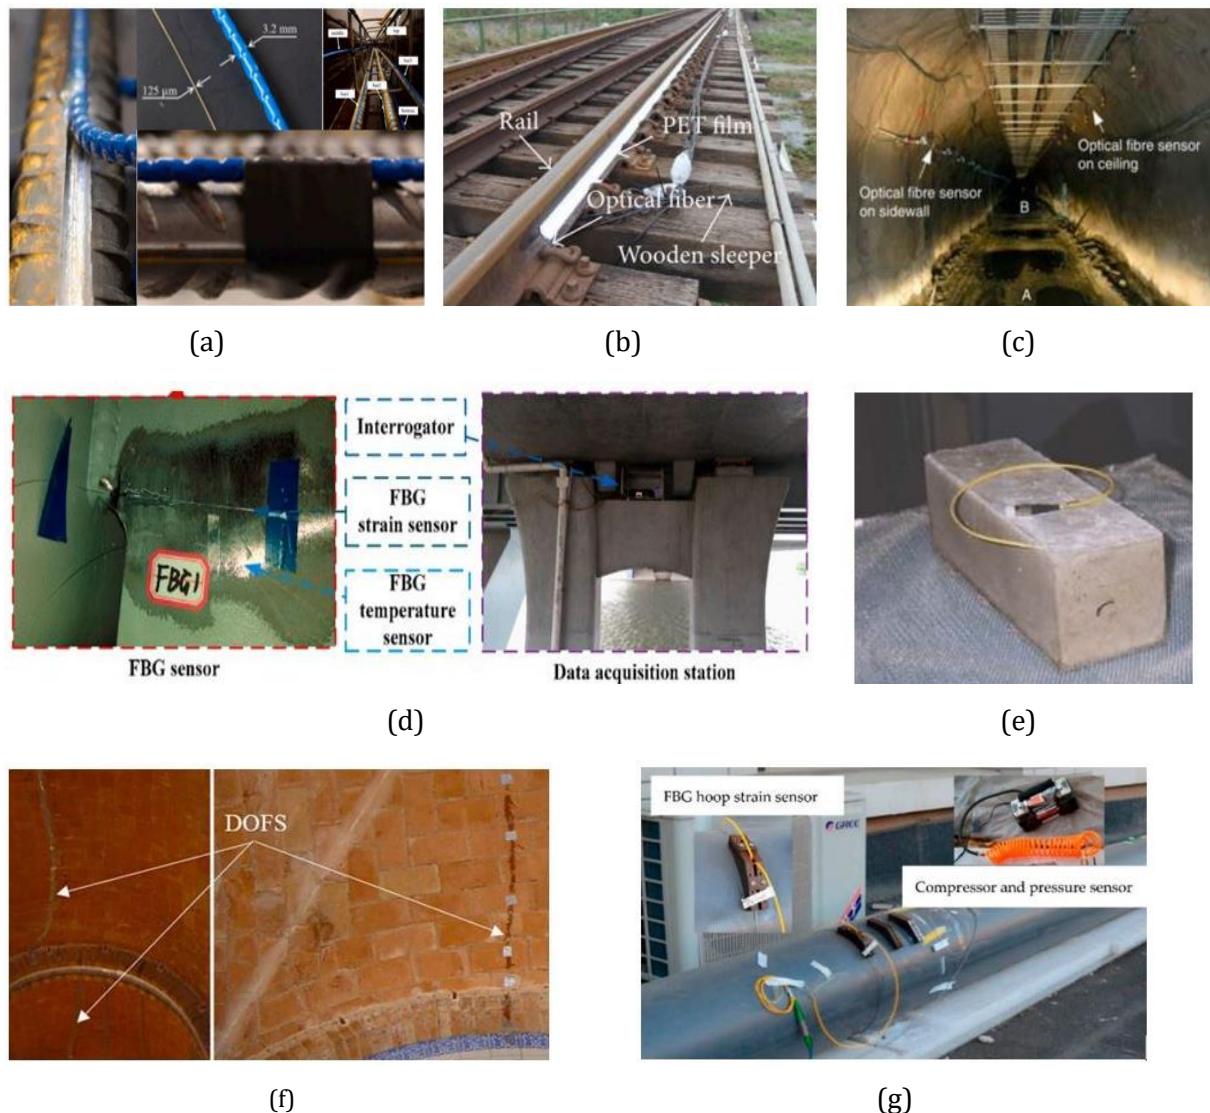 3.2 mm
125 µm
(a)
Rail
PET film
Optical fiber
Wooden sleeper
(b)
Optical fibre sensor
on ceiling
Optical fibre sensor
on sidewall
B
A
(c)
Interrogator
FBG
strain sensor
FBG
temperature
sensor
FBG1
FBG sensor
Data acquisition station
(d)
(e)
DOFS
(f)
FBG hoop strain sensor
GREE
Compressor and pressure sensor
(g)